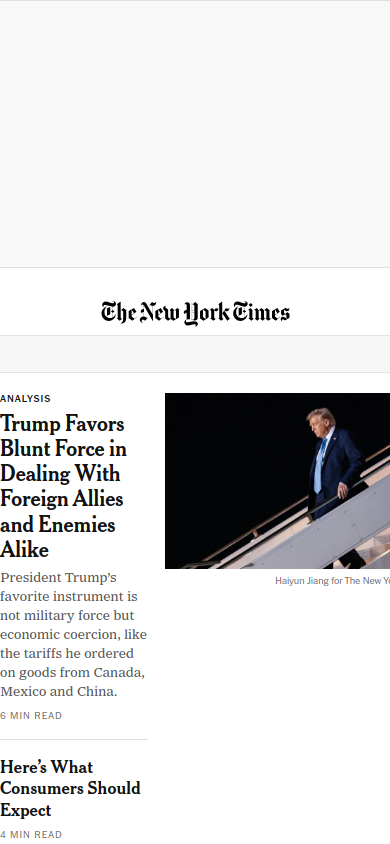 The New York Times
ANALYSIS
Trump Favors
Blunt Force in
Dealing With
Foreign Allies
and Enemies
Alike
President Trump’s
favorite instrument is
not military force but
economic coercion, like
the tariffs he ordered
on goods from Canada,
Mexico and China.
6 MIN READ
Haiyun Jiang for The New Yo
Here’s What
Consumers Should
Expect
4 MIN READ